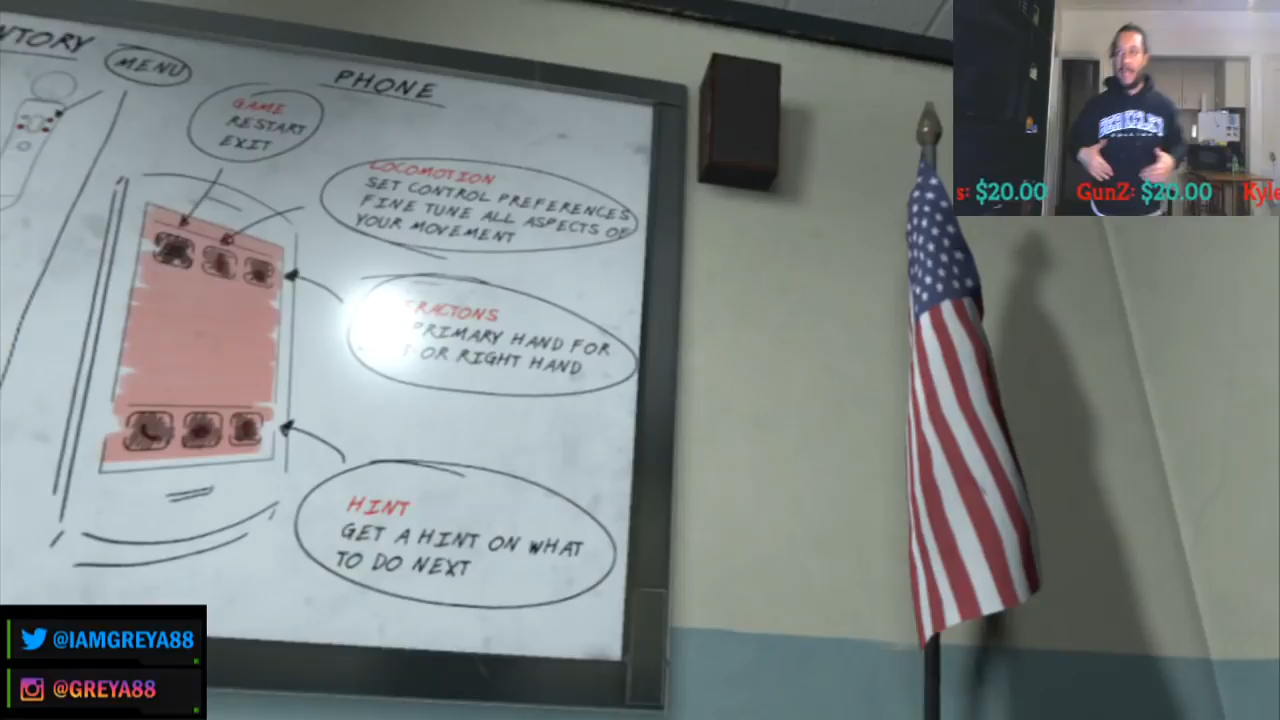 NTORY
MENU
PHONE
GAME
RESTART
EXIT
LOCOMOTION
SET CONTROL PREFERENCES
FINE TUNE ALL ASPECTS OF
YOUR MOVEMENT
RACTONS
PRIMARY HAND FOR
OR RIGHT HAND
HINT
GET A HINT ON WHAT
TO DO NEXT
s: $20.00 GunZ: $20.00 Kyle
@IAMGREYA88
@GREYA88